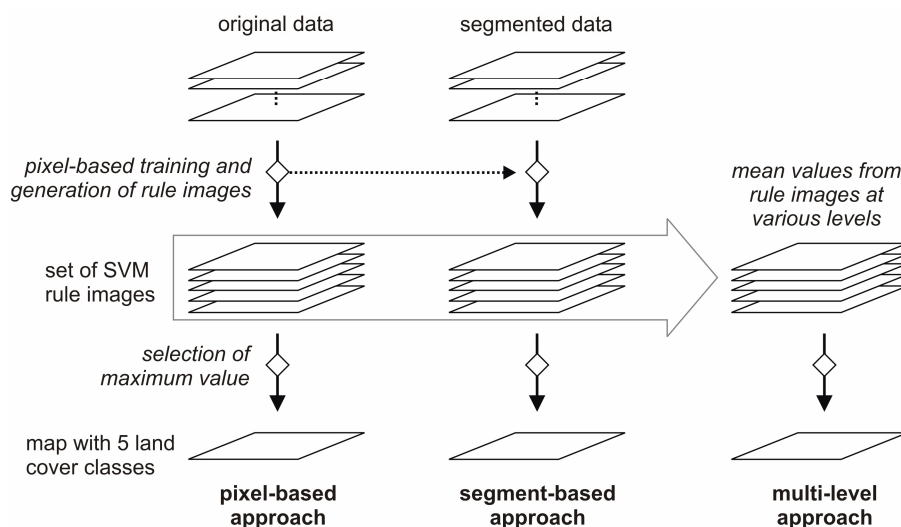 original data
segmented data
pixel-based training and
generation of rule images
mean values from
rule images at
various levels
set of SVM
rule images
selection of
maximum value
map with 5 land
cover classes
pixel-based
approach
segment-based
approach
multi-level
approach